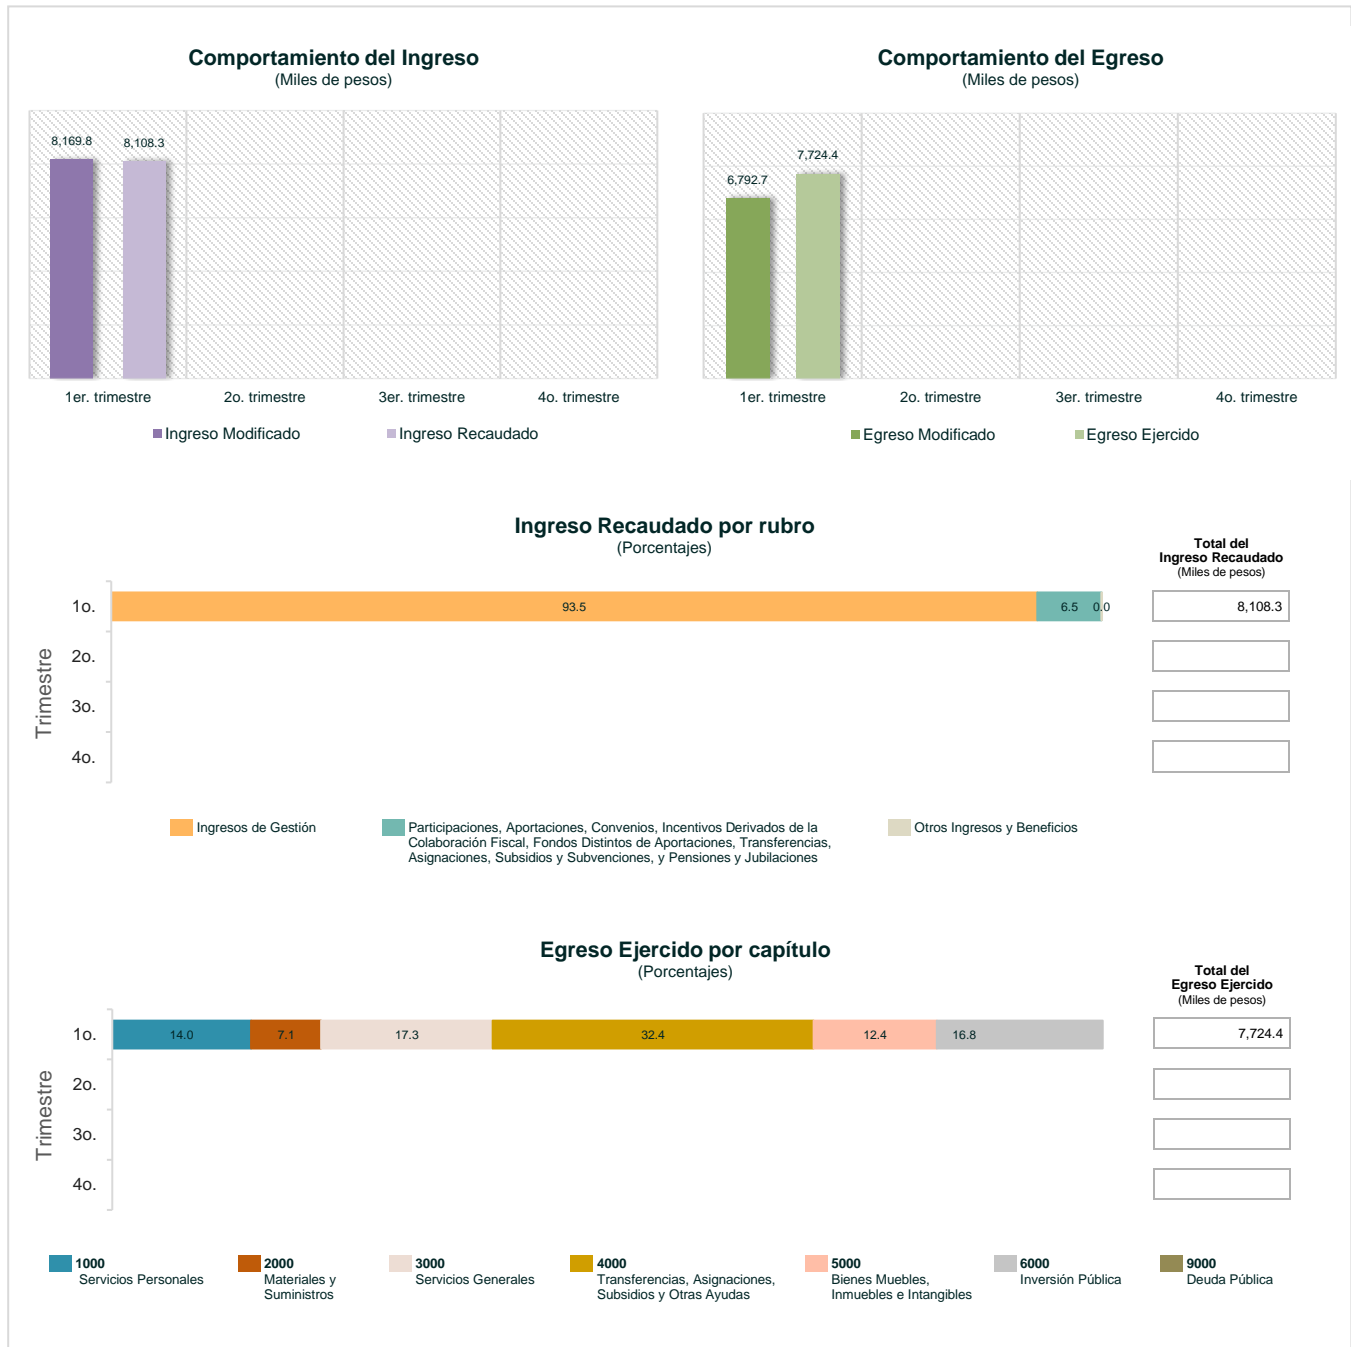 Comportamiento del Ingreso
(Miles de pesos)
8,169.8
8,108.3
1er. trimestre
2o. trimestre
3er. trimestre
4o. trimestre
Ingreso Modificado
Ingreso Recaudado
Comportamiento del Egreso
(Miles de pesos)
6,792.7
7,724.4
1er. trimestre
2o. trimestre
3er. trimestre
4o. trimestre
Egreso Modificado
Egreso Ejercido
Ingreso Recaudado por rubro
(Porcentajes)
Total del
Ingreso Recaudado
(Miles de pesos)
Trimestre
1o.
93.5
6.5
0.0
8,108.3
2o.
3o.
4o.
Ingresos de Gestión
Participaciones, Aportaciones, Convenios, Incentivos Derivados de la
Colaboración Fiscal, Fondos Distintos de Aportaciones, Transferencias,
Asignaciones, Subsidios y Subvenciones, y Pensiones y Jubilaciones
Otros Ingresos y Beneficios
Egreso Ejercido por capítulo
(Porcentajes)
Total del
Egreso Ejercido
(Miles de pesos)
Trimestre
1o.
14.0
7.1
17.3
32.4
12.4
16.8
7,724.4
2o.
3o.
4o.
1000
Servicios Personales
2000
Materiales y
Suministros
3000
Servicios Generales
4000
Transferencias, Asignaciones,
Subsidios y Otras Ayudas
5000
Bienes Muebles,
Inmuebles e Intangibles
6000
Inversión Pública
9000
Deuda Pública